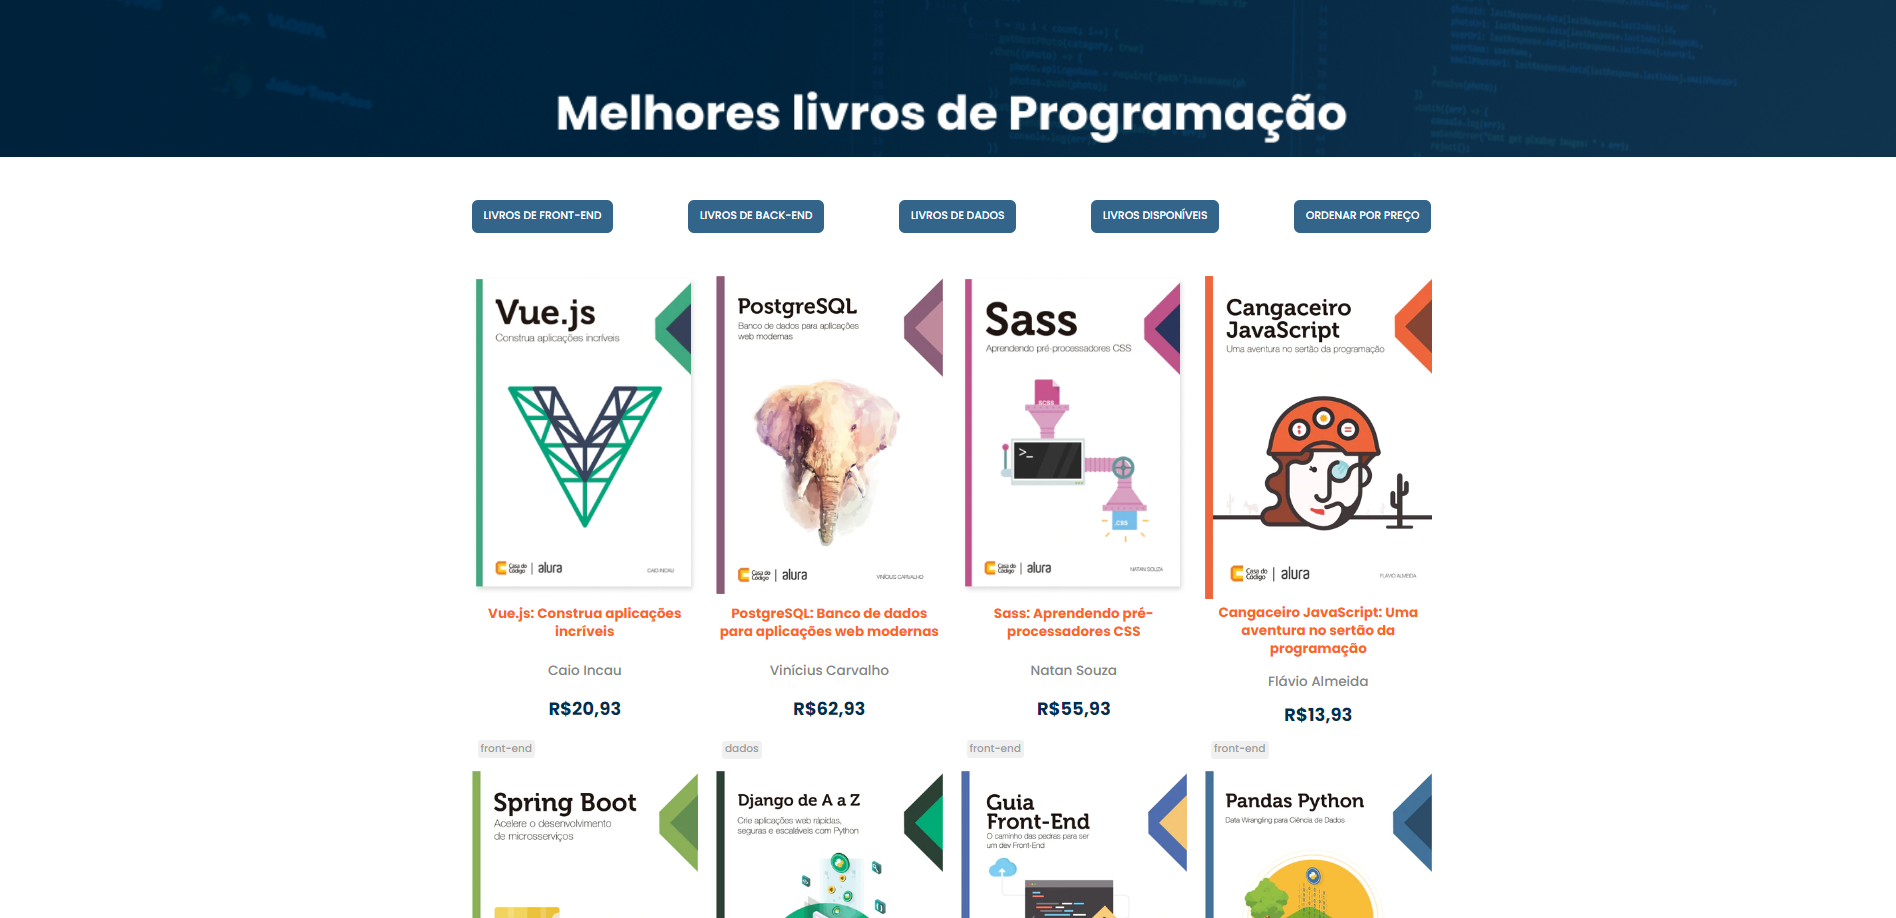 Melhores livros de Programação
LIVROS DE FRONT-END
LIVROS DE BACK-END
LIVROS DE DADOS
LIVROS DISPONÍVEIS
ORDENAR POR PREÇO
Vue.js
Construa aplicações incríveis
Casa do
Código | alura
CAIO INCAU
PostgreSQL
Banco de dados para aplicações
web modernas
Casa do
Código | alura
VINÍCIUS CARVALHO
Sass
Aprendendo pré-processadores CSS
SCSS
>_
.CSS
Casa do
Código | alura
NATAN SOUZA
Cangaceiro
JavaScript
Uma aventura no sertão da programação
Casa do
Código | alura
FLÁVIO ALMEIDA
Vue.js: Construa aplicações
incríveis
Caio Incau
R$20,93
front-end
PostgreSQL: Banco de dados
para aplicações web modernas
Vinícius Carvalho
R$62,93
dados
Sass: Aprendendo pré-
processadores CSS
Natan Souza
R$55,93
front-end
Cangaceiro JavaScript: Uma
aventura no sertão da
programação
Flávio Almeida
R$13,93
front-end
Spring Boot
Acelere o desenvolvimento
de microsserviços
Django de A a Z
Crie aplicações web rápidas,
seguras e escaláveis com Python
Guia
Front-End
O caminho das pedras para ser
um dev Front-End
Pandas Python
Data Wrangling para Ciência de Dados